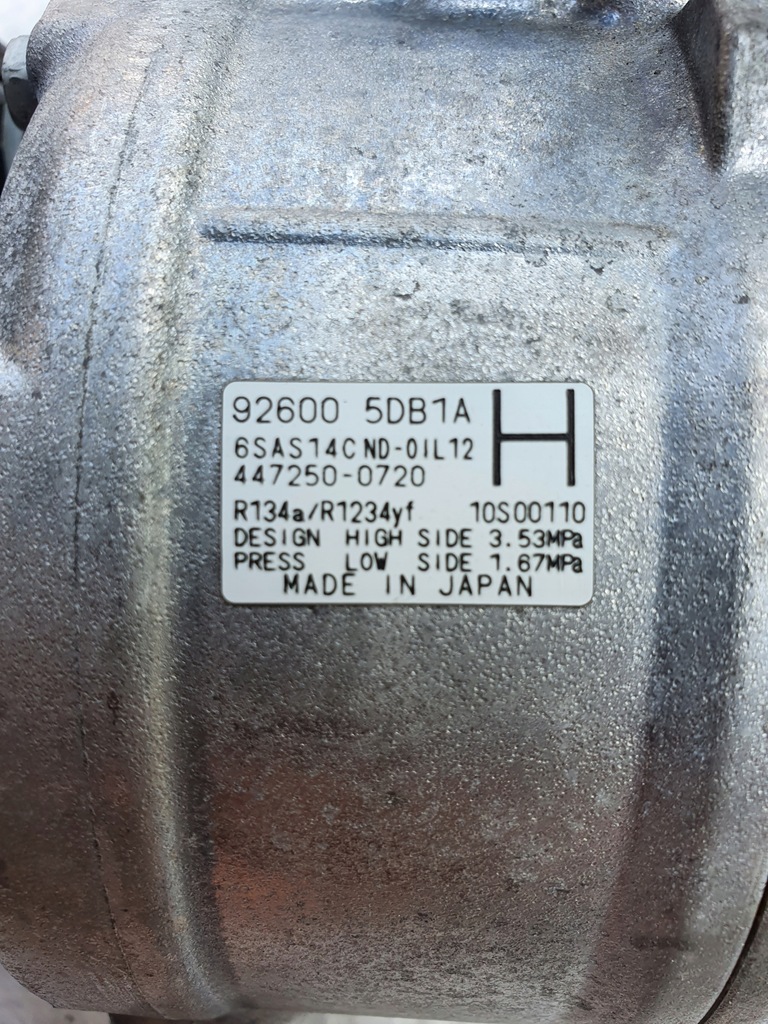 92600 5DB1A H
6SAS14C ND-OIL12
447250-0720
R134a/R1234yf 10S00110
DESIGN HIGH SIDE 3.53MPa
PRESS LOW SIDE 1.67MPa
MADE IN JAPAN